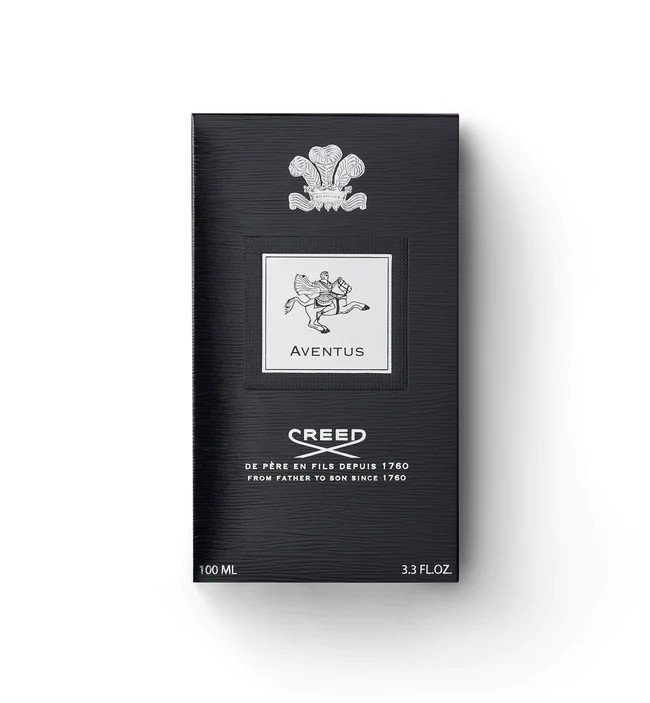 AVENTUS
CREED
DE PÈRE EN FILS DEPUIS 1760
FROM FATHER TO SON SINCE 1760
100 ML 3.3 FL.OZ.